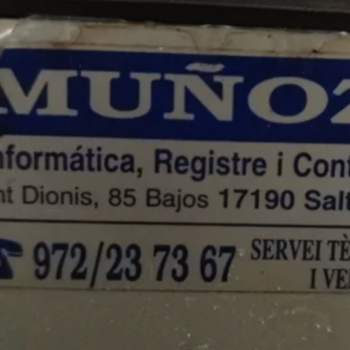 MUÑOZ
nformática, Registre i Cont
nt Dionis, 85 Bajos 17190 Salt
972/23 73 67 SERVEI TÈ
I VE